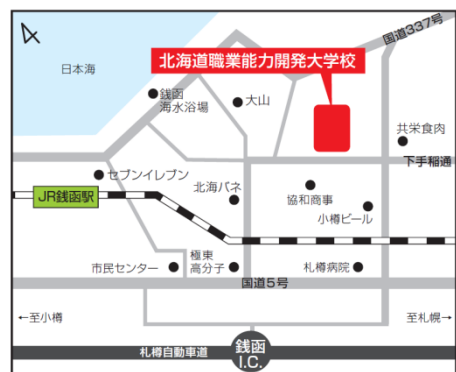 国道337号
北海道職業能力開発大学校
日本海
銭函
海水浴場
大山
共栄食肉
下手稲通
セブンイレブン
JR銭函駅
北海バネ
協和商事
小樽ビール
市民センター
極東
高分子
札樽病院
国道5号
←至小樽
至札幌→
札樽自動車道
銭函
I.C.